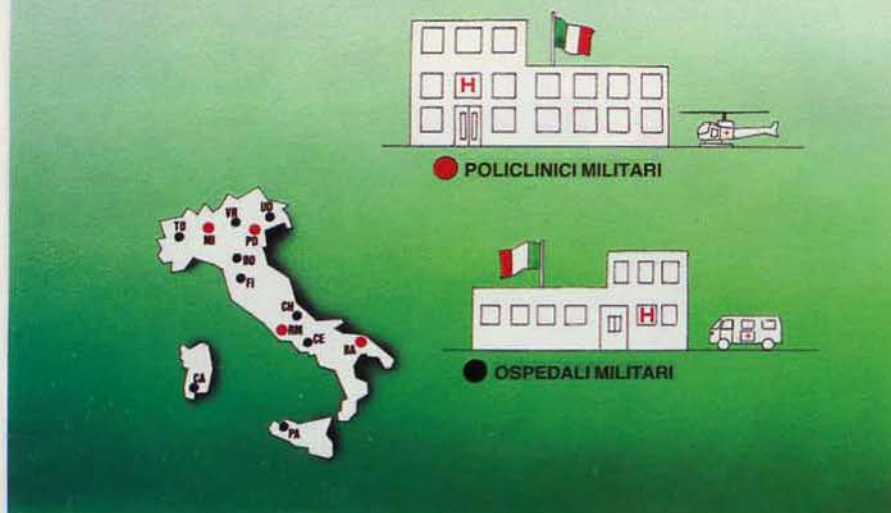 H
POLICLINICI MILITARI
UD
VR
TO
MI
PD
BO
FI
CH
RM
CE
BA
H
OSPEDALI MILITARI
CA
PA